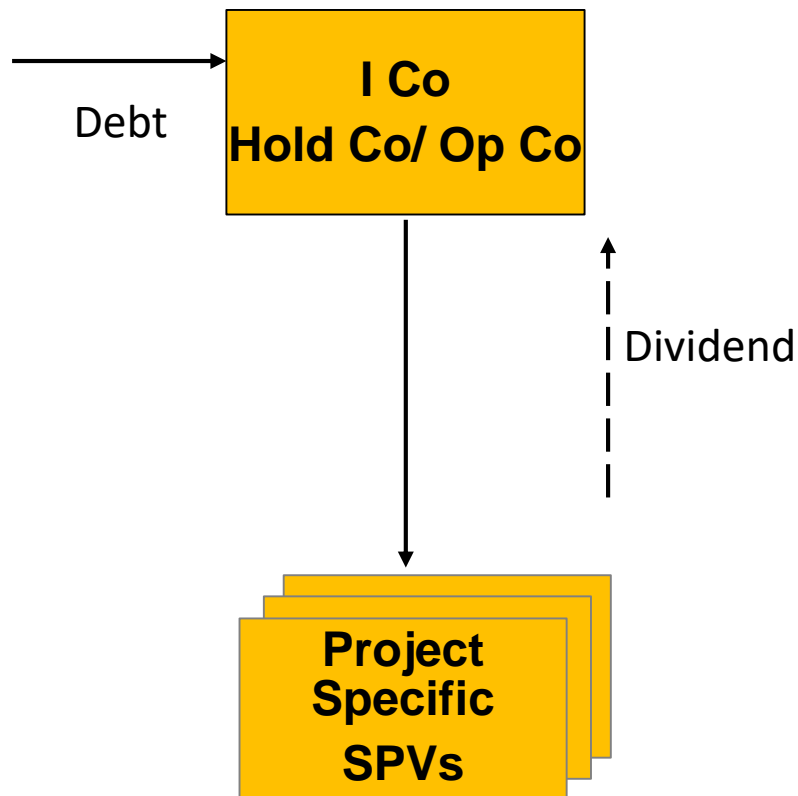 I Co
Debt
Hold Co/ Op Co
Dividend
Project
Specific
SPVs